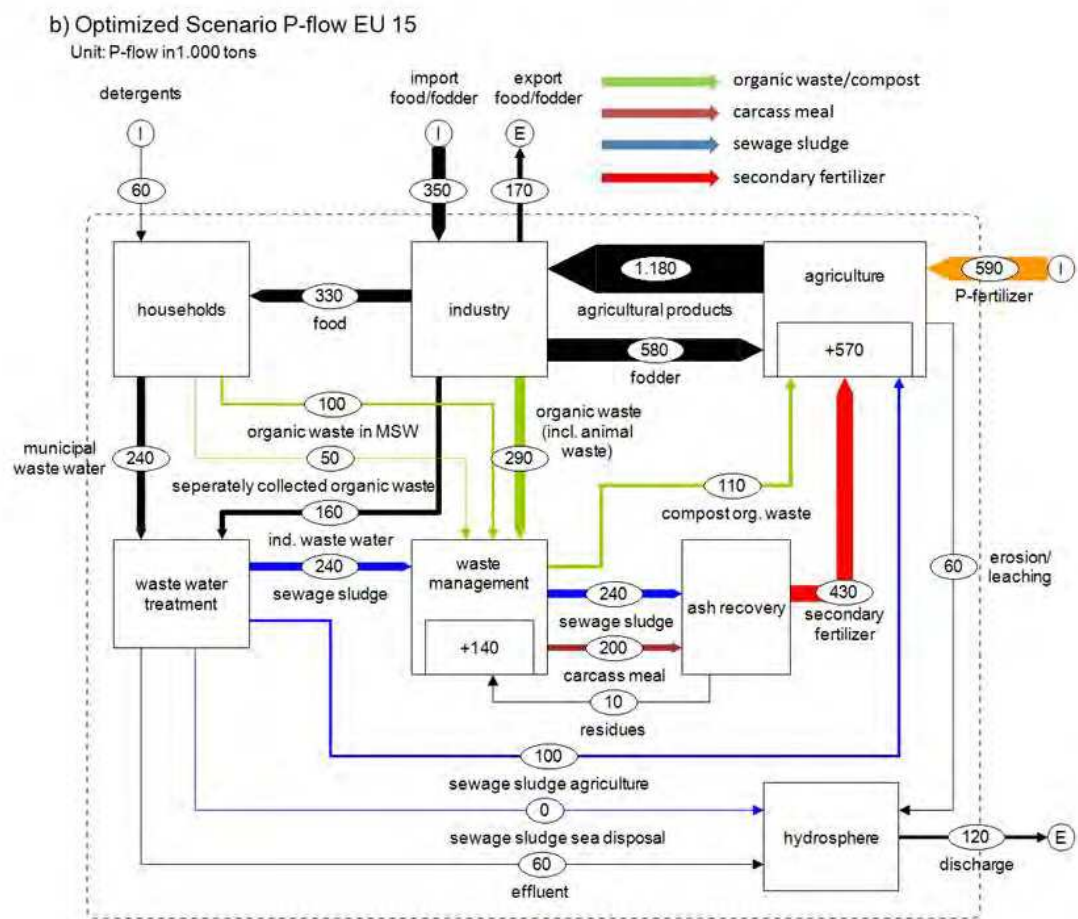 b) Optimized Scenario P-flow EU 15
Unit: P-flow in1.000 tons
detergents
import
food/fodder
export
food/fodder
organic waste/compost
carcass meal
sewage sludge
secondary fertilizer
I
I
E
60
350
170
households
330
food
industry
1.180
agricultural products
agriculture
590
I
P-fertilizer
+570
580
fodder
100
organic waste in MSW
organic waste
(incl. animal
waste)
municipal
waste water
240
50
seperately collected organic waste
290
110
compost org. waste
160
ind. waste water
60
erosion/
leaching
waste water
treatment
240
sewage sludge
waste
management
+140
240
sewage sludge
200
carcass meal
ash recovery
430
secondary
fertilizer
10
residues
100
sewage sludge agriculture
0
sewage sludge sea disposal
60
effluent
hydrosphere
120
discharge
E